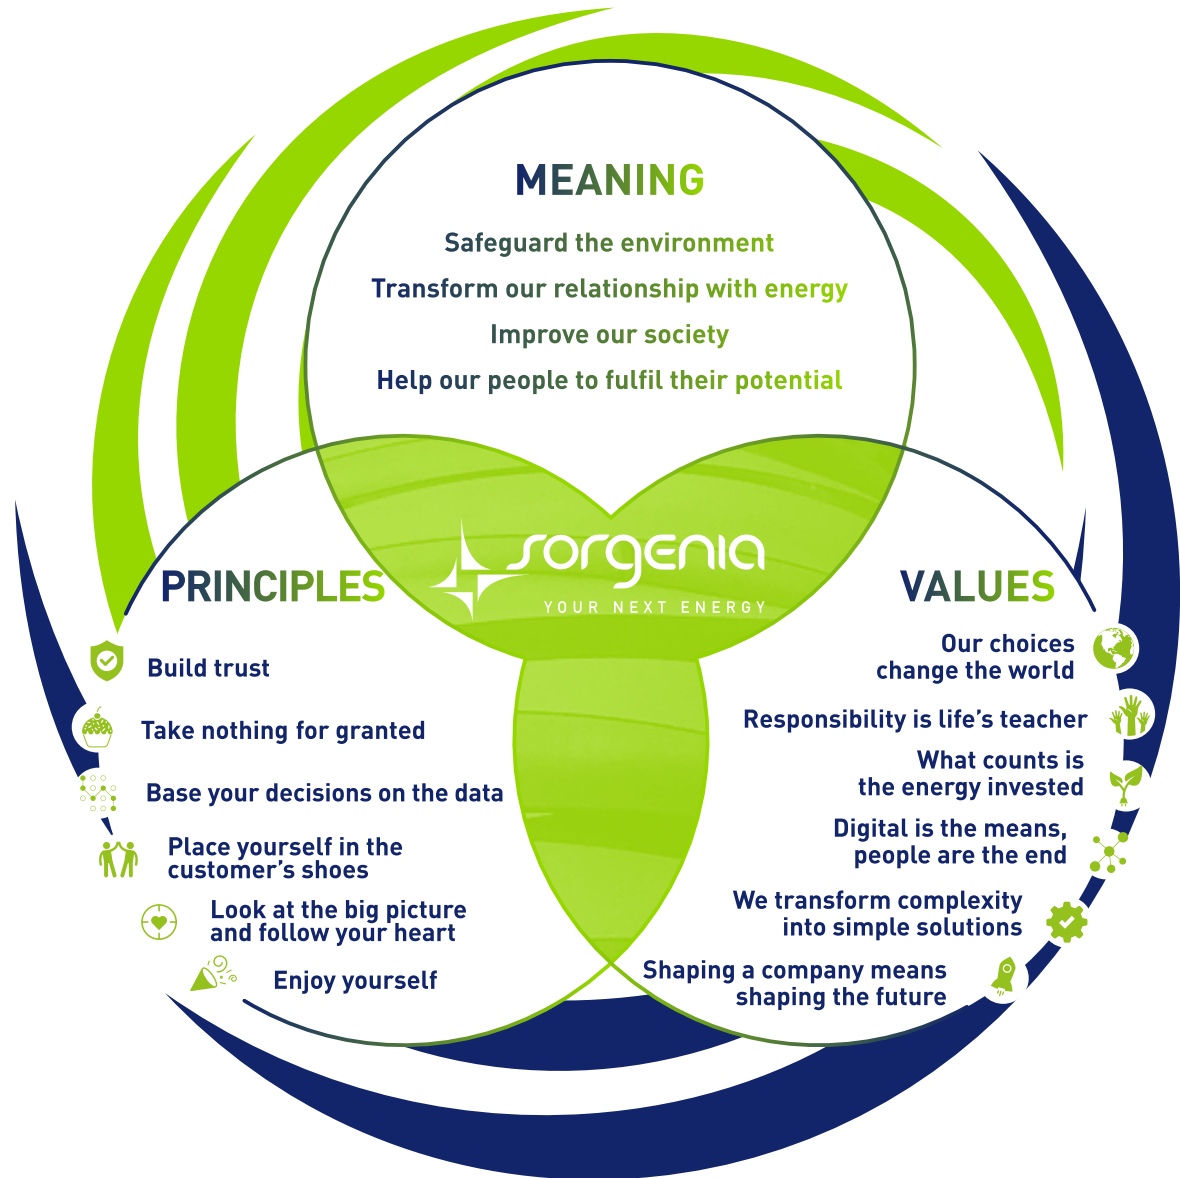 MEANING
Safeguard the environment
Transform our relationship with energy
Improve our society
Help our people to fulfil their potential
sorgenia
YOUR NEXT ENERGY
PRINCIPLES
Build trust
Take nothing for granted
Base your decisions on the data
Place yourself in the
customer's shoes
Look at the big picture
and follow your heart
Enjoy yourself
VALUES
Our choices
change the world
Responsibility is life's teacher
What counts is
the energy invested
Digital is the means,
people are the end
We transform complexity
into simple solutions
Shaping a company means
shaping the future